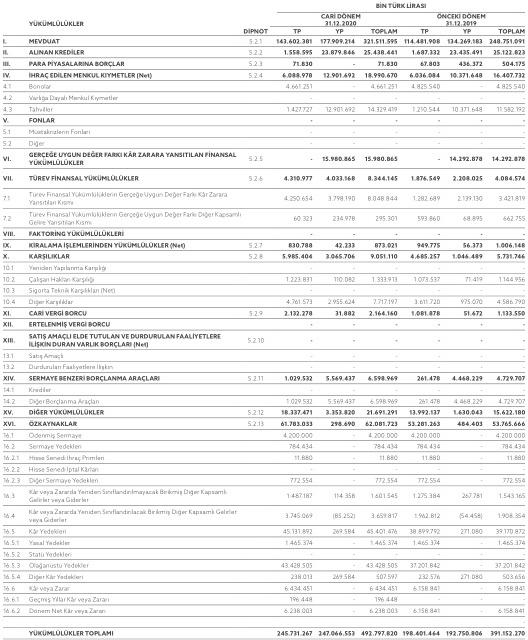 BİN TÜRK LİRASI
CARİ DÖNEM ÖNCEKİ DÖNEM
YÜKÜMLÜLÜKLER 31.12.2020 31.12.2019
DİPNOT TP YP TOPLAM TP YP TOPLAM
I. MEVDUAT 5.2.1 143.602.381 177.909.214 321.511.595 114.481.908 134.269.183 248.751.091
II. ALINAN KREDİLER 5.2.2 1.558.595 23.879.846 25.438.441 1.687.332 23.435.491 25.122.823
III. PARA PİYASALARINA BORÇLAR 5.2.3 71.830 - 71.830 67.803 436.372 504.175
IV. İHRAÇ EDİLEN MENKUL KIYMETLER (Net) 5.2.4 6.088.978 12.901.692 18.990.670 6.036.084 10.371.648 16.407.732
4.1 Bonolar 4.661.251 - 4.661.251 4.825.540 - 4.825.540
4.2 Varlığa Dayalı Menkul Kıymetler - - - - - -
4.3 Tahviller 1.427.727 12.901.692 14.329.419 1.210.544 10.371.648 11.582.192
V. FONLAR - - - - - -
5.1 Müstakrizlerin Fonları - - - - - -
5.2 Diğer - - - - - -
VI. GERÇEĞE UYGUN DEĞER FARKI KÂR ZARARA YANSITILAN FİNANSAL
YÜKÜMLÜLÜKLER 5.2.5 - 15.980.865 15.980.865 - 14.292.878 14.292.878
VII. TÜREV FİNANSAL YÜKÜMLÜLÜKLER 5.2.6 4.310.977 4.033.168 8.344.145 1.876.549 2.208.025 4.084.574
7.1 Türev Finansal Yükümlülüklerin Gerçeğe Uygun Değer Farkı Kâr Zarara
Yansıtılan Kısmı 4.250.654 3.798.190 8.048.844 1.282.689 2.139.130 3.421.819
7.2 Türev Finansal Yükümlülüklerin Gerçeğe Uygun Değer Farkı Diğer Kapsamlı
Gelire Yansıtılan Kısmı 60.323 234.978 295.301 593.860 68.895 662.755
VIII. FAKTORİNG YÜKÜMLÜLÜKLERİ - - - - - -
IX. KİRALAMA İŞLEMLERİNDEN YÜKÜMLÜLÜKLER (Net) 5.2.7 830.788 42.233 873.021 949.775 56.373 1.006.148
X. KARŞILIKLAR 5.2.8 5.985.404 3.065.706 9.051.110 4.685.257 1.046.489 5.731.746
10.1 Yeniden Yapılanma Karşılığı - - - - - -
10.2 Çalışan Hakları Karşılığı 1.223.831 110.082 1.333.913 1.073.537 71.419 1.144.956
10.3 Sigorta Teknik Karşılıkları (Net) - - - - - -
10.4 Diğer Karşılıklar 4.761.573 2.955.624 7.717.197 3.611.720 975.070 4.586.790
XI. CARİ VERGİ BORCU 5.2.9 2.132.278 31.882 2.164.160 1.081.878 51.672 1.133.550
XII. ERTELENMİŞ VERGİ BORCU - - - - - -
XIII. SATIŞ AMAÇLI ELDE TUTULAN VE DURDURULAN FAALİYETLERE
İLİŞKİN DURAN VARLIK BORÇLARI (Net) 5.2.10 - - - - - -
13.1 Satış Amaçlı - - - - - -
13.2 Durdurulan Faaliyetlere İlişkin - - - - - -
XIV. SERMAYE BENZERİ BORÇLANMA ARAÇLARI 5.2.11 1.029.532 5.569.437 6.598.969 261.478 4.468.229 4.729.707
14.1 Krediler - - - - - -
14.2 Diğer Borçlanma Araçları 1.029.532 5.569.437 6.598.969 261.478 4.468.229 4.729.707
XV. DİĞER YÜKÜMLÜLÜKLER 5.2.12 18.337.471 3.353.820 21.691.291 13.992.137 1.630.043 15.622.180
XVI. ÖZKAYNAKLAR 5.2.13 61.783.033 298.690 62.081.723 53.281.263 484.403 53.765.666
16.1 Ödenmiş Sermaye 4.200.000 - 4.200.000 4.200.000 - 4.200.000
16.2 Sermaye Yedekleri 784.434 - 784.434 784.434 - 784.434
16.2.1 Hisse Senedi İhraç Primleri 11.880 - 11.880 11.880 - 11.880
16.2.2 Hisse Senedi İptal Kârları - - - - - -
16.2.3 Diğer Sermaye Yedekleri 772.554 - 772.554 772.554 - 772.554
16.3 Kâr veya Zararda Yeniden Sınıflandırılmayacak Birikmiş Diğer Kapsamlı
Gelirler veya Giderler 1.487.187 114.358 1.601.545 1.275.384 267.781 1.543.165
16.4 Kâr veya Zararda Yeniden Sınıflandırılacak Birikmiş Diğer Kapsamlı Gelirler
veya Giderler 3.745.069 (85.252) 3.659.817 1.962.812 (54.458) 1.908.354
16.5 Kâr Yedekleri 45.131.892 269.584 45.401.476 38.899.792 271.080 39.170.872
16.5.1 Yasal Yedekler 1.465.374 - 1.465.374 1.465.374 - 1.465.374
16.5.2 Statü Yedekleri - - - - - -
16.5.3 Olağanüstü Yedekler 43.428.505 - 43.428.505 37.201.842 - 37.201.842
16.5.4 Diğer Kâr Yedekleri 238.013 269.584 507.597 232.576 271.080 503.656
16.6 Kâr veya Zarar 6.434.451 - 6.434.451 6.158.841 - 6.158.841
16.6.1 Geçmiş Yıllar Kâr veya Zararı 196.448 - 196.448 - - -
16.6.2 Dönem Net Kâr veya Zararı 6.238.003 - 6.238.003 6.158.841 - 6.158.841
YÜKÜMLÜLÜKLER TOPLAMI 245.731.267 247.066.553 492.797.820 198.401.464 192.750.806 391.152.270